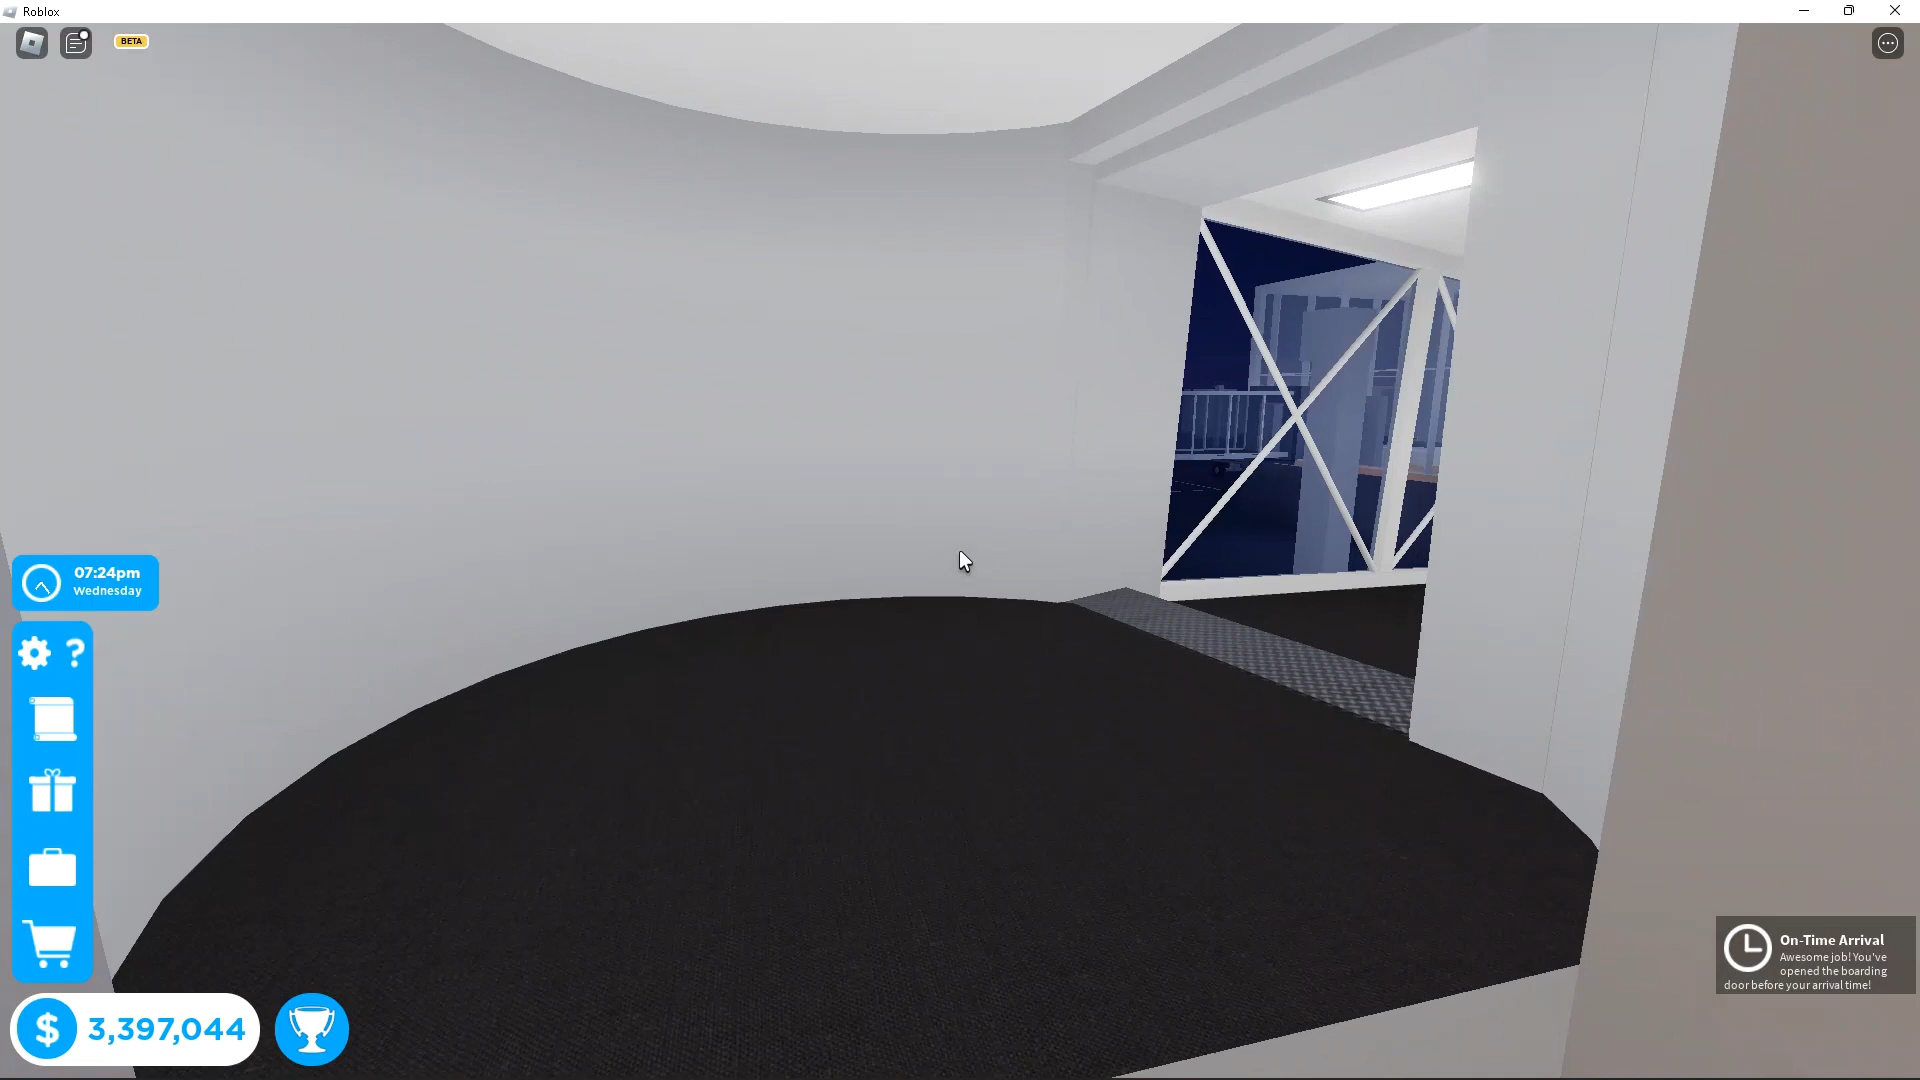 Roblox
BETA
07:24pm
Wednesday
?
$ 3,397,044
On-Time Arrival
Awesome job! You've
opened the boarding
door before your arrival time!